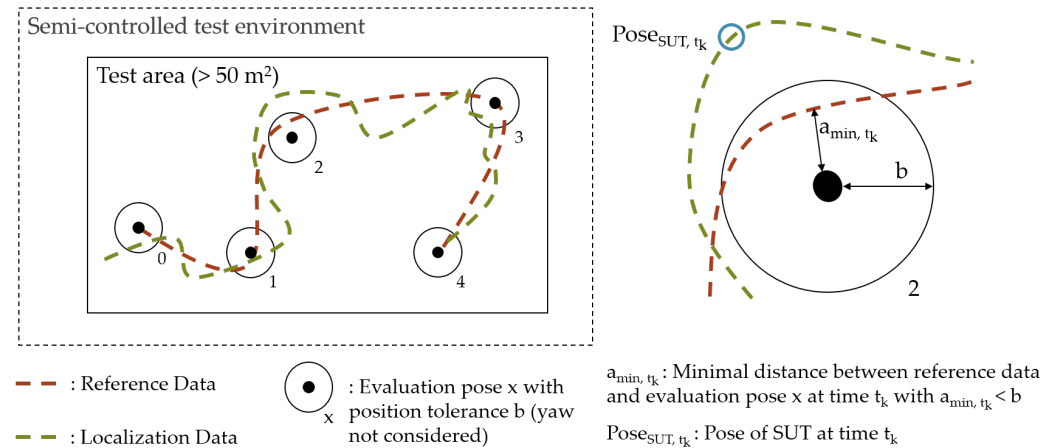 Semi-controlled test environment
Test area (> 50 m²)
0
1
2
3
4
Pose_SUT, t_k
a_min, t_k
b
2
: Reference Data
: Localization Data
x
: Evaluation pose x with
position tolerance b (yaw
not considered)
a_min, t_k : Minimal distance between reference data
and evaluation pose x at time t_k with a_min, t_k < b
Pose_SUT, t_k : Pose of SUT at time t_k